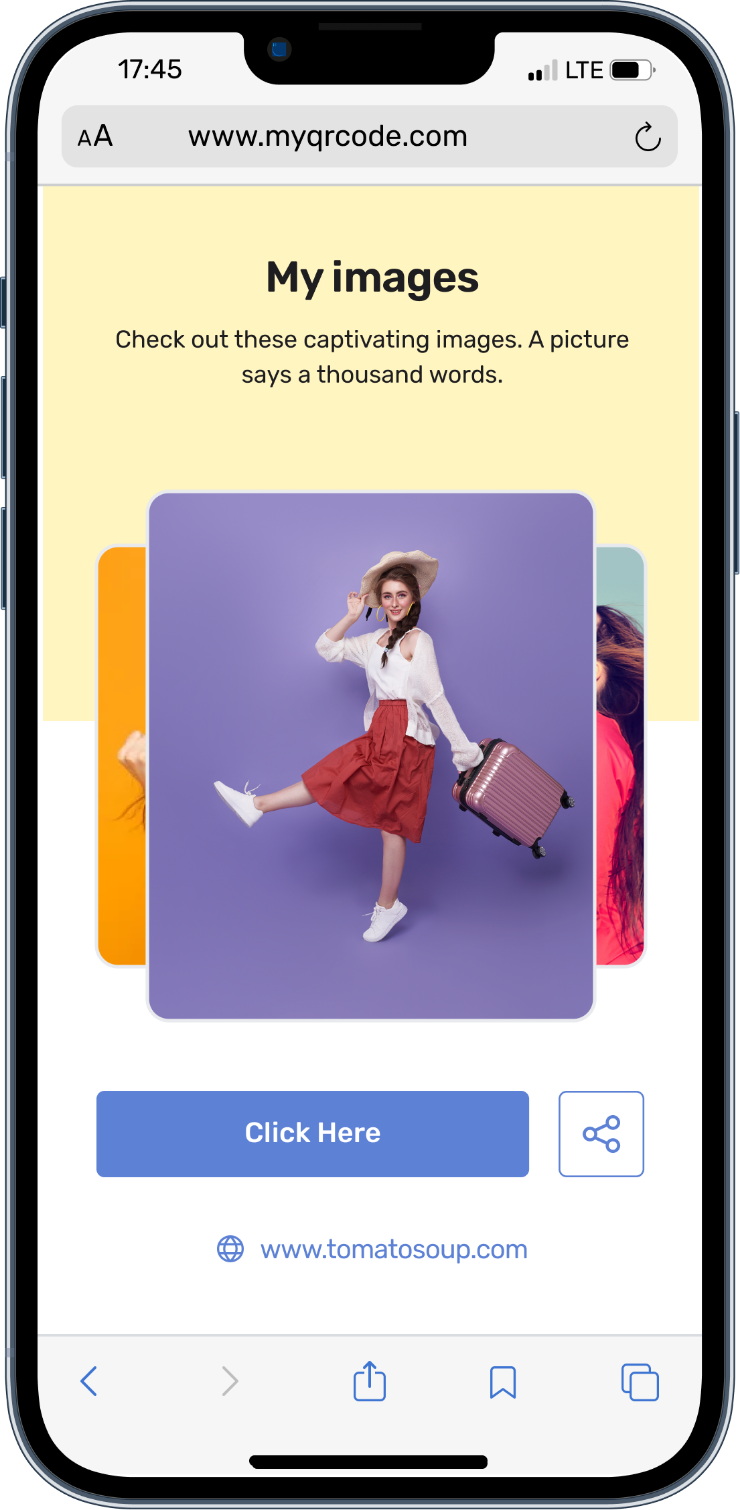 17:45
LTE
AA
www.myqrcode.com
My images
Check out these captivating images. A picture
says a thousand words.
Click Here
www.tomatosoup.com